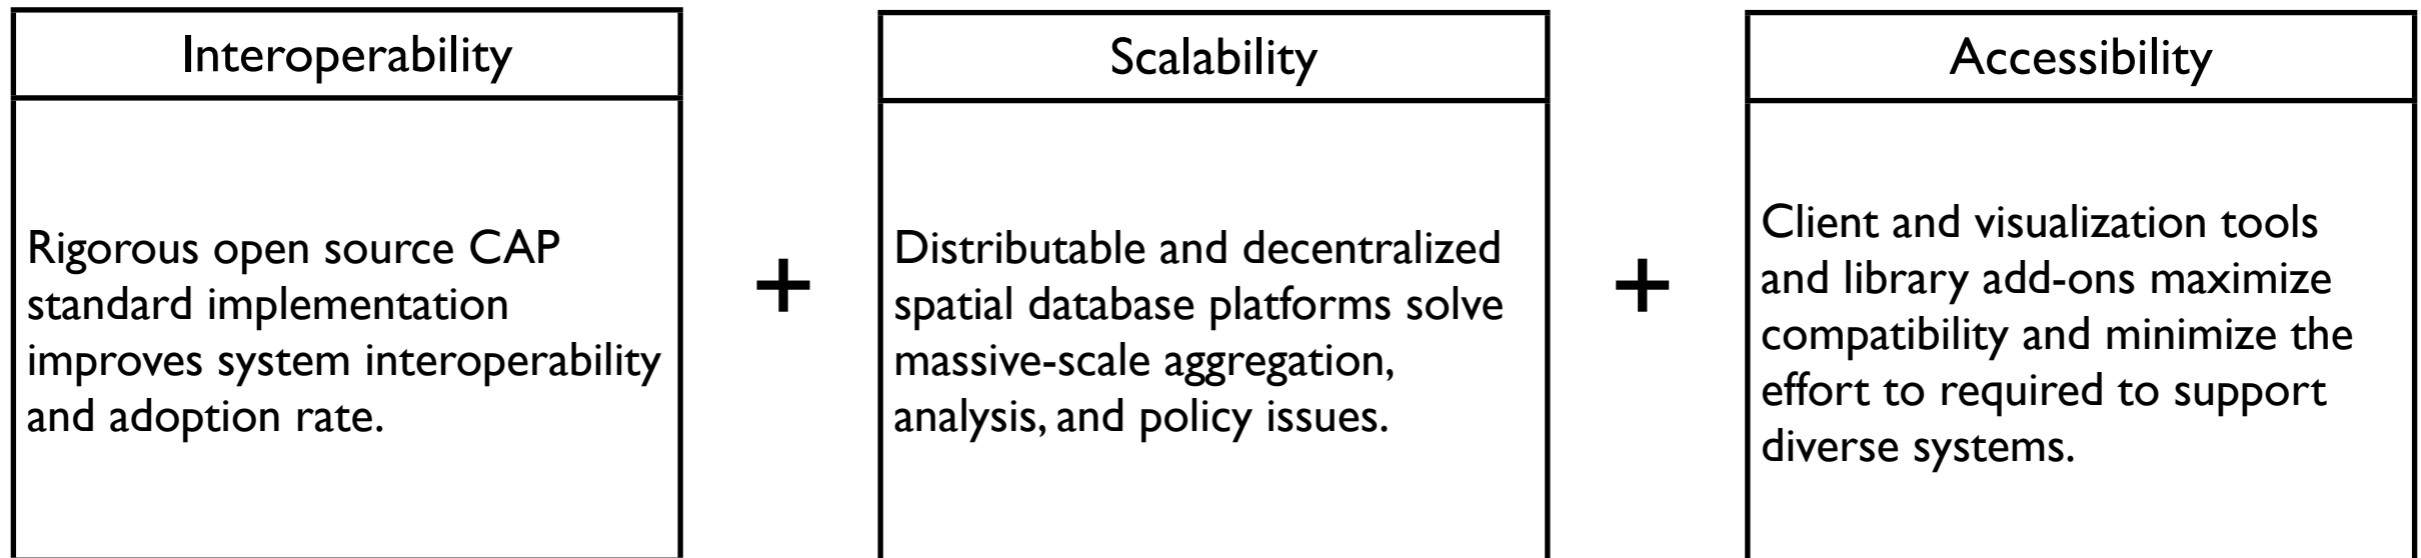 Interoperability
Rigorous open source CAP
standard implementation
improves system interoperability
and adoption rate.
+
Scalability
Distributable and decentralized
spatial database platforms solve
massive-scale aggregation,
analysis, and policy issues.
+
Accessibility
Client and visualization tools
and library add-ons maximize
compatibility and minimize the
effort to required to support
diverse systems.